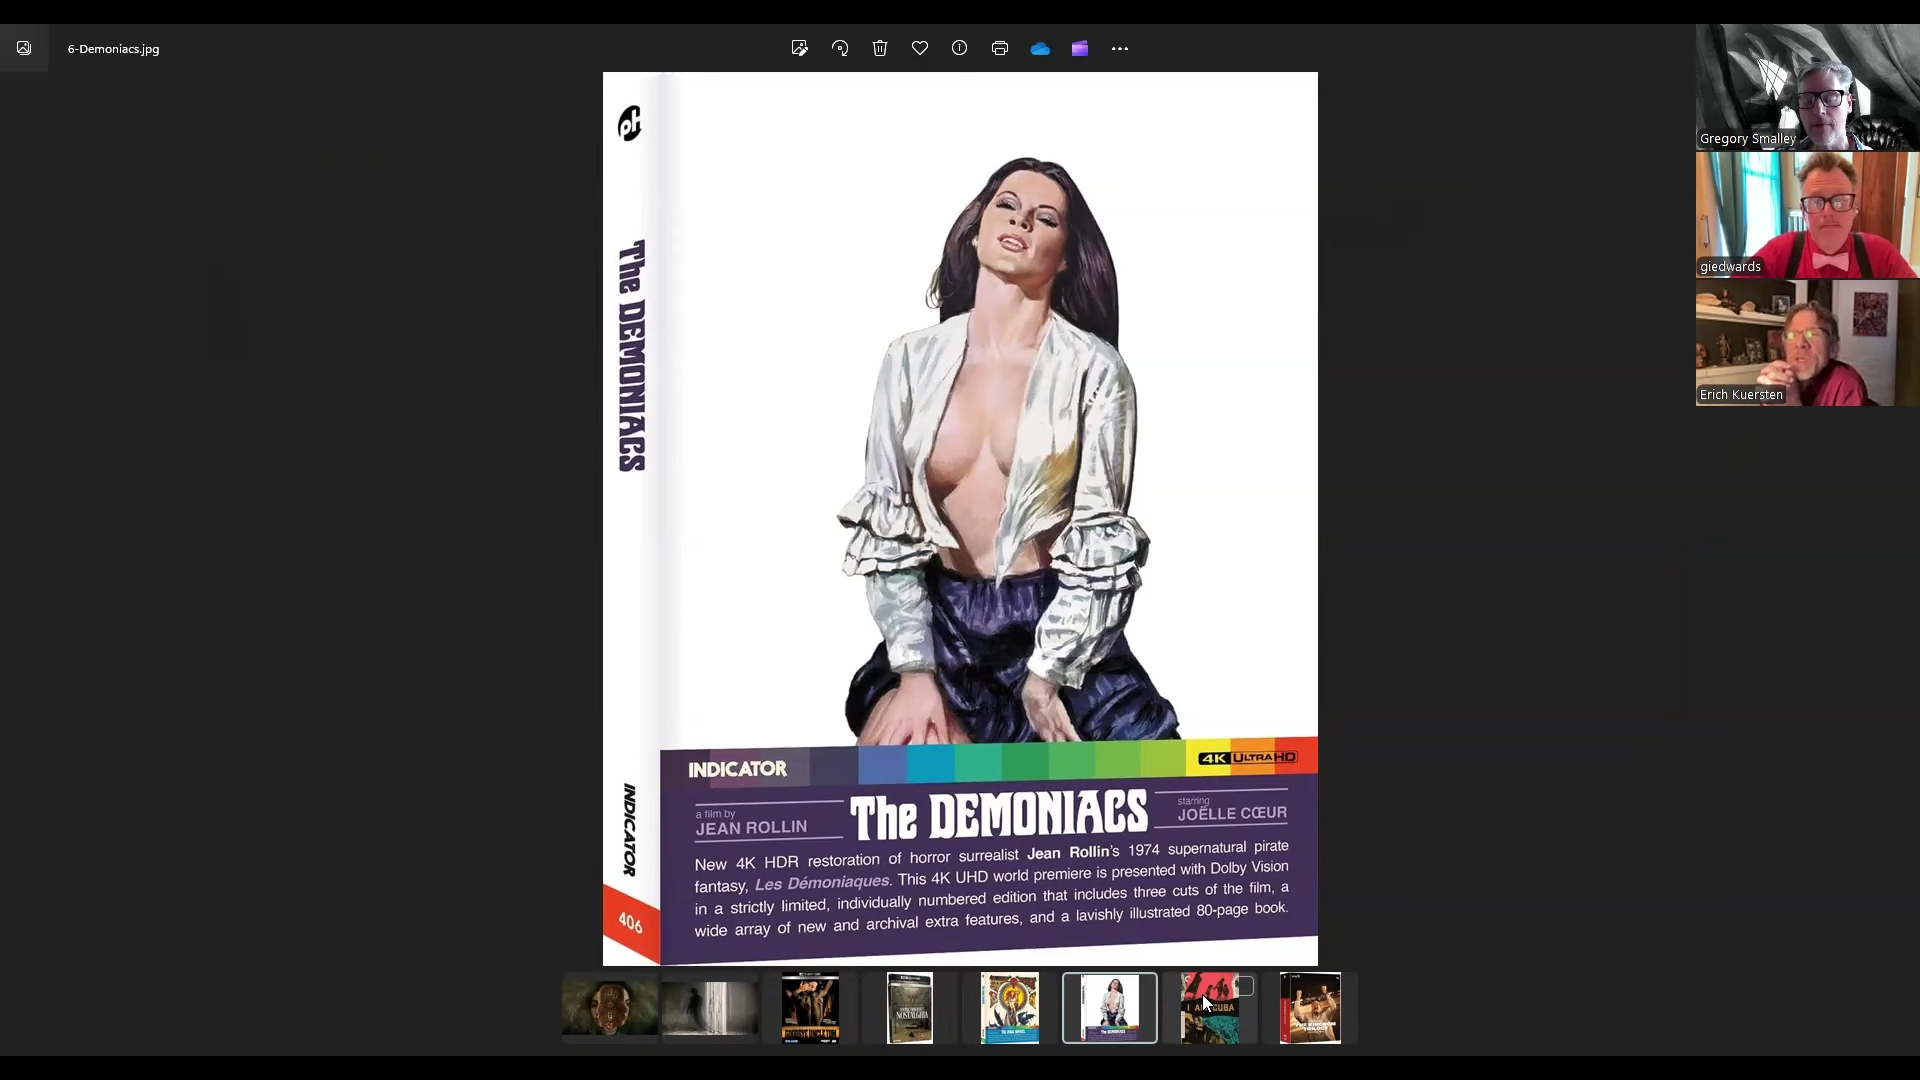 6-Demoniacs.jpg
pH
The DEMONIACS
INDICATOR
406
INDICATOR
4K ULTRA HD
a film by
JEAN ROLLIN
The DEMONIACS
starring
JOËLLE CŒUR
New 4K HDR restoration of horror surrealist Jean Rollin's 1974 supernatural pirate
fantasy, Les Démoniaques. This 4K UHD world premiere is presented with Dolby Vision
in a strictly limited, individually numbered edition that includes three cuts of the film, a
wide array of new and archival extra features, and a lavishly illustrated 80-page book.
Gregory Smalley
giedwards
Erich Kuersten
NOSTALGHIA
I AM CUBA